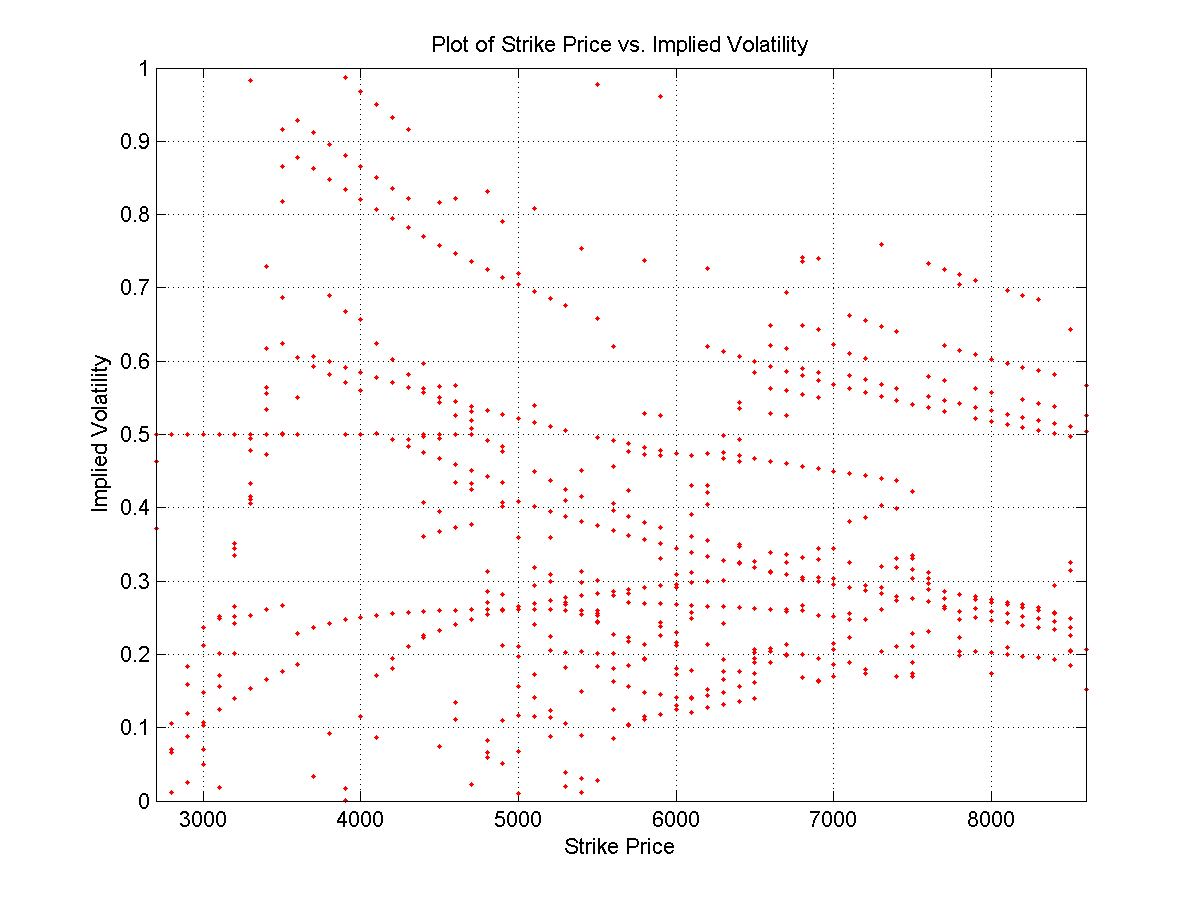 Plot of Strike Price vs. Implied Volatility
1
0.9
0.8
0.7
0.6
0.5
0.4
0.3
0.2
0.1
0
Implied Volatility
3000 4000 5000 6000 7000 8000
Strike Price